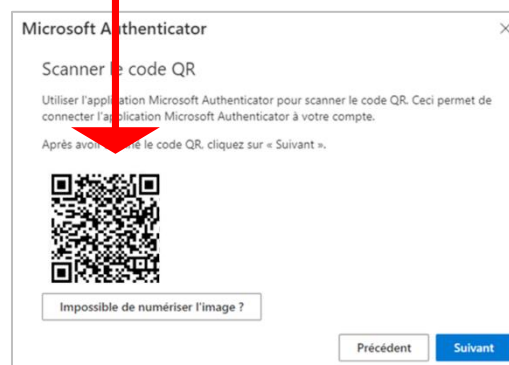 Microsoft Authenticator
Scanner le code QR
Utiliser l'application Microsoft Authenticator pour scanner le code QR. Ceci permet de
connecter l'application Microsoft Authenticator à votre compte.
Après avoir le code QR, cliquez sur « Suivant ».
Impossible de numériser l'image ?
Précédent
Suivant